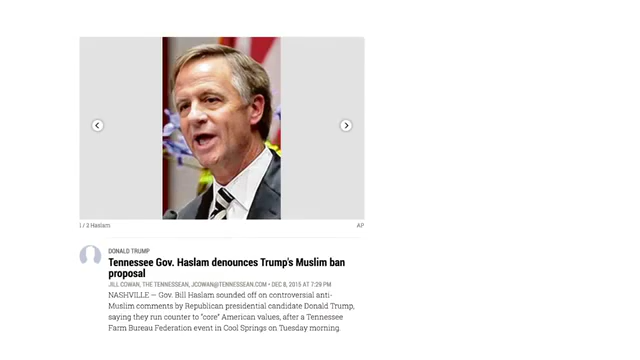 1 / 2 Haslam
AP
DONALD TRUMP
Tennessee Gov. Haslam denounces Trump's Muslim ban
proposal
JILL COWAN, THE TENNESSEAN, JCOWAN@TENNESSEAN.COM • DEC 8, 2015 AT 7:29 PM
NASHVILLE — Gov. Bill Haslam sounded off on controversial anti-
Muslim comments by Republican presidential candidate Donald Trump,
saying they run counter to "core" American values, after a Tennessee
Farm Bureau Federation event in Cool Springs on Tuesday morning.